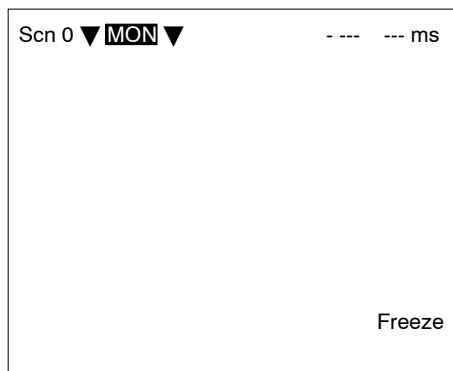 Scn 0 ▼ MON ▼ - --- --- ms
Freeze